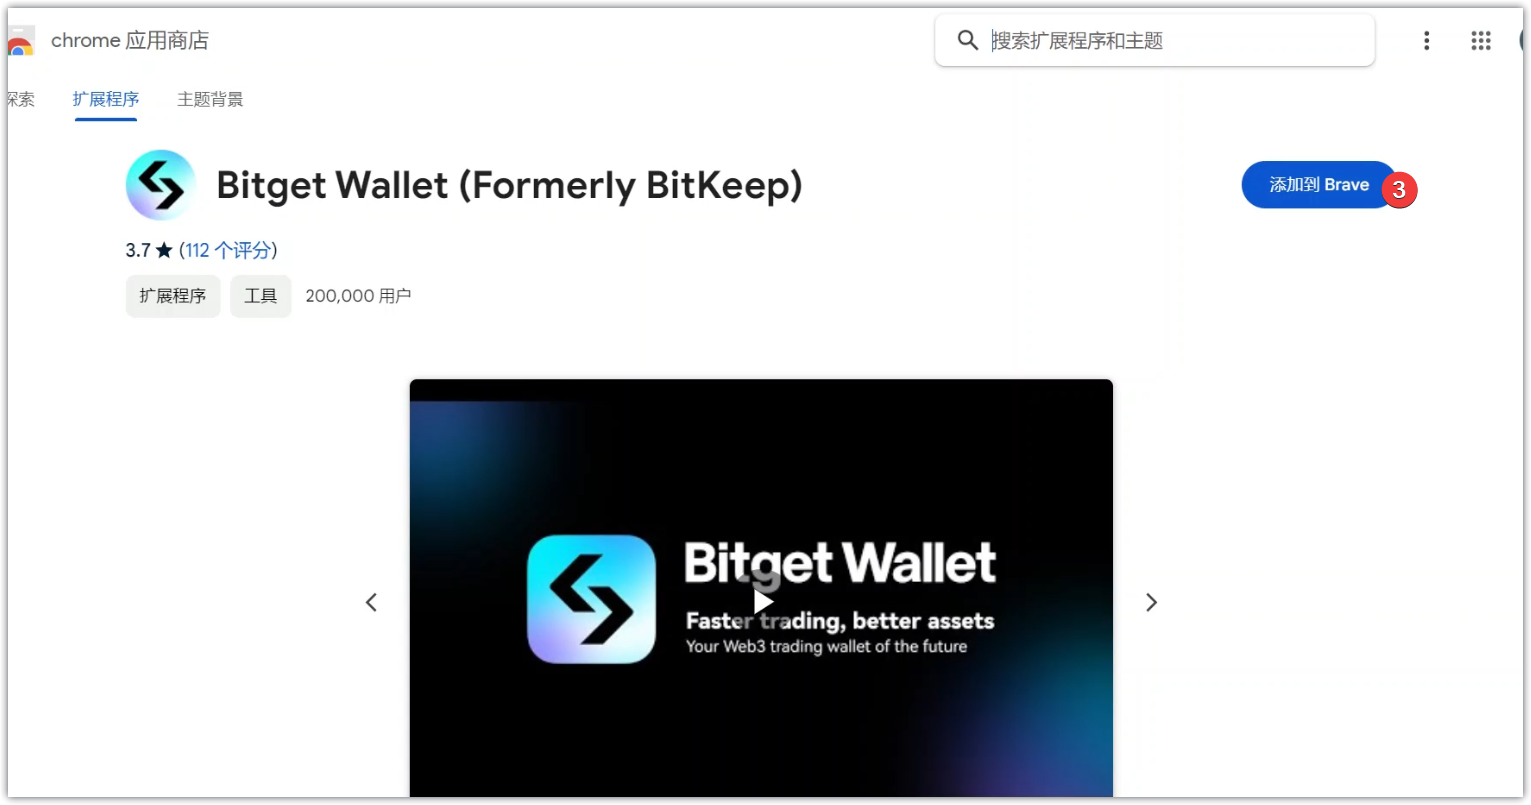 chrome 应用商店
搜索扩展程序和主题
探索 扩展程序 主题背景
Bitget Wallet (Formerly BitKeep)
添加到 Brave
3
3.7 ★ (112 个评分)
扩展程序 工具 200,000 用户
Bitget Wallet
Faster trading, better assets
Your Web3 trading wallet of the future